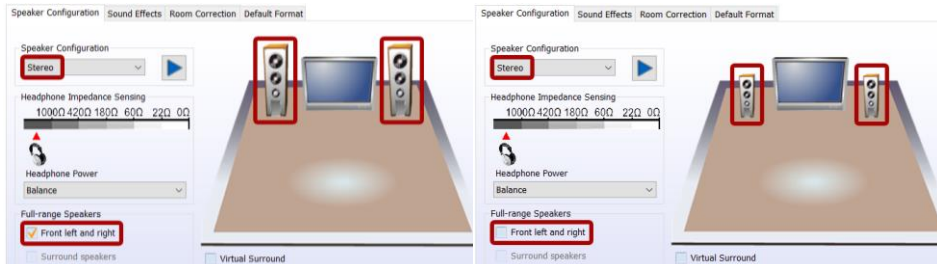 Speaker Configuration Sound Effects Room Correction Default Format
Speaker Configuration
Stereo
Headphone Impedance Sensing
1000Ω 420Ω 180Ω 60Ω 22Ω 0Ω
Headphone Power
Balance
Full-range Speakers
Front left and right
Surround speakers
Virtual Surround
Speaker Configuration Sound Effects Room Correction Default Format
Speaker Configuration
Stereo
Headphone Impedance Sensing
1000Ω 420Ω 180Ω 60Ω 22Ω 0Ω
Headphone Power
Balance
Full-range Speakers
Front left and right
Surround speakers
Virtual Surround